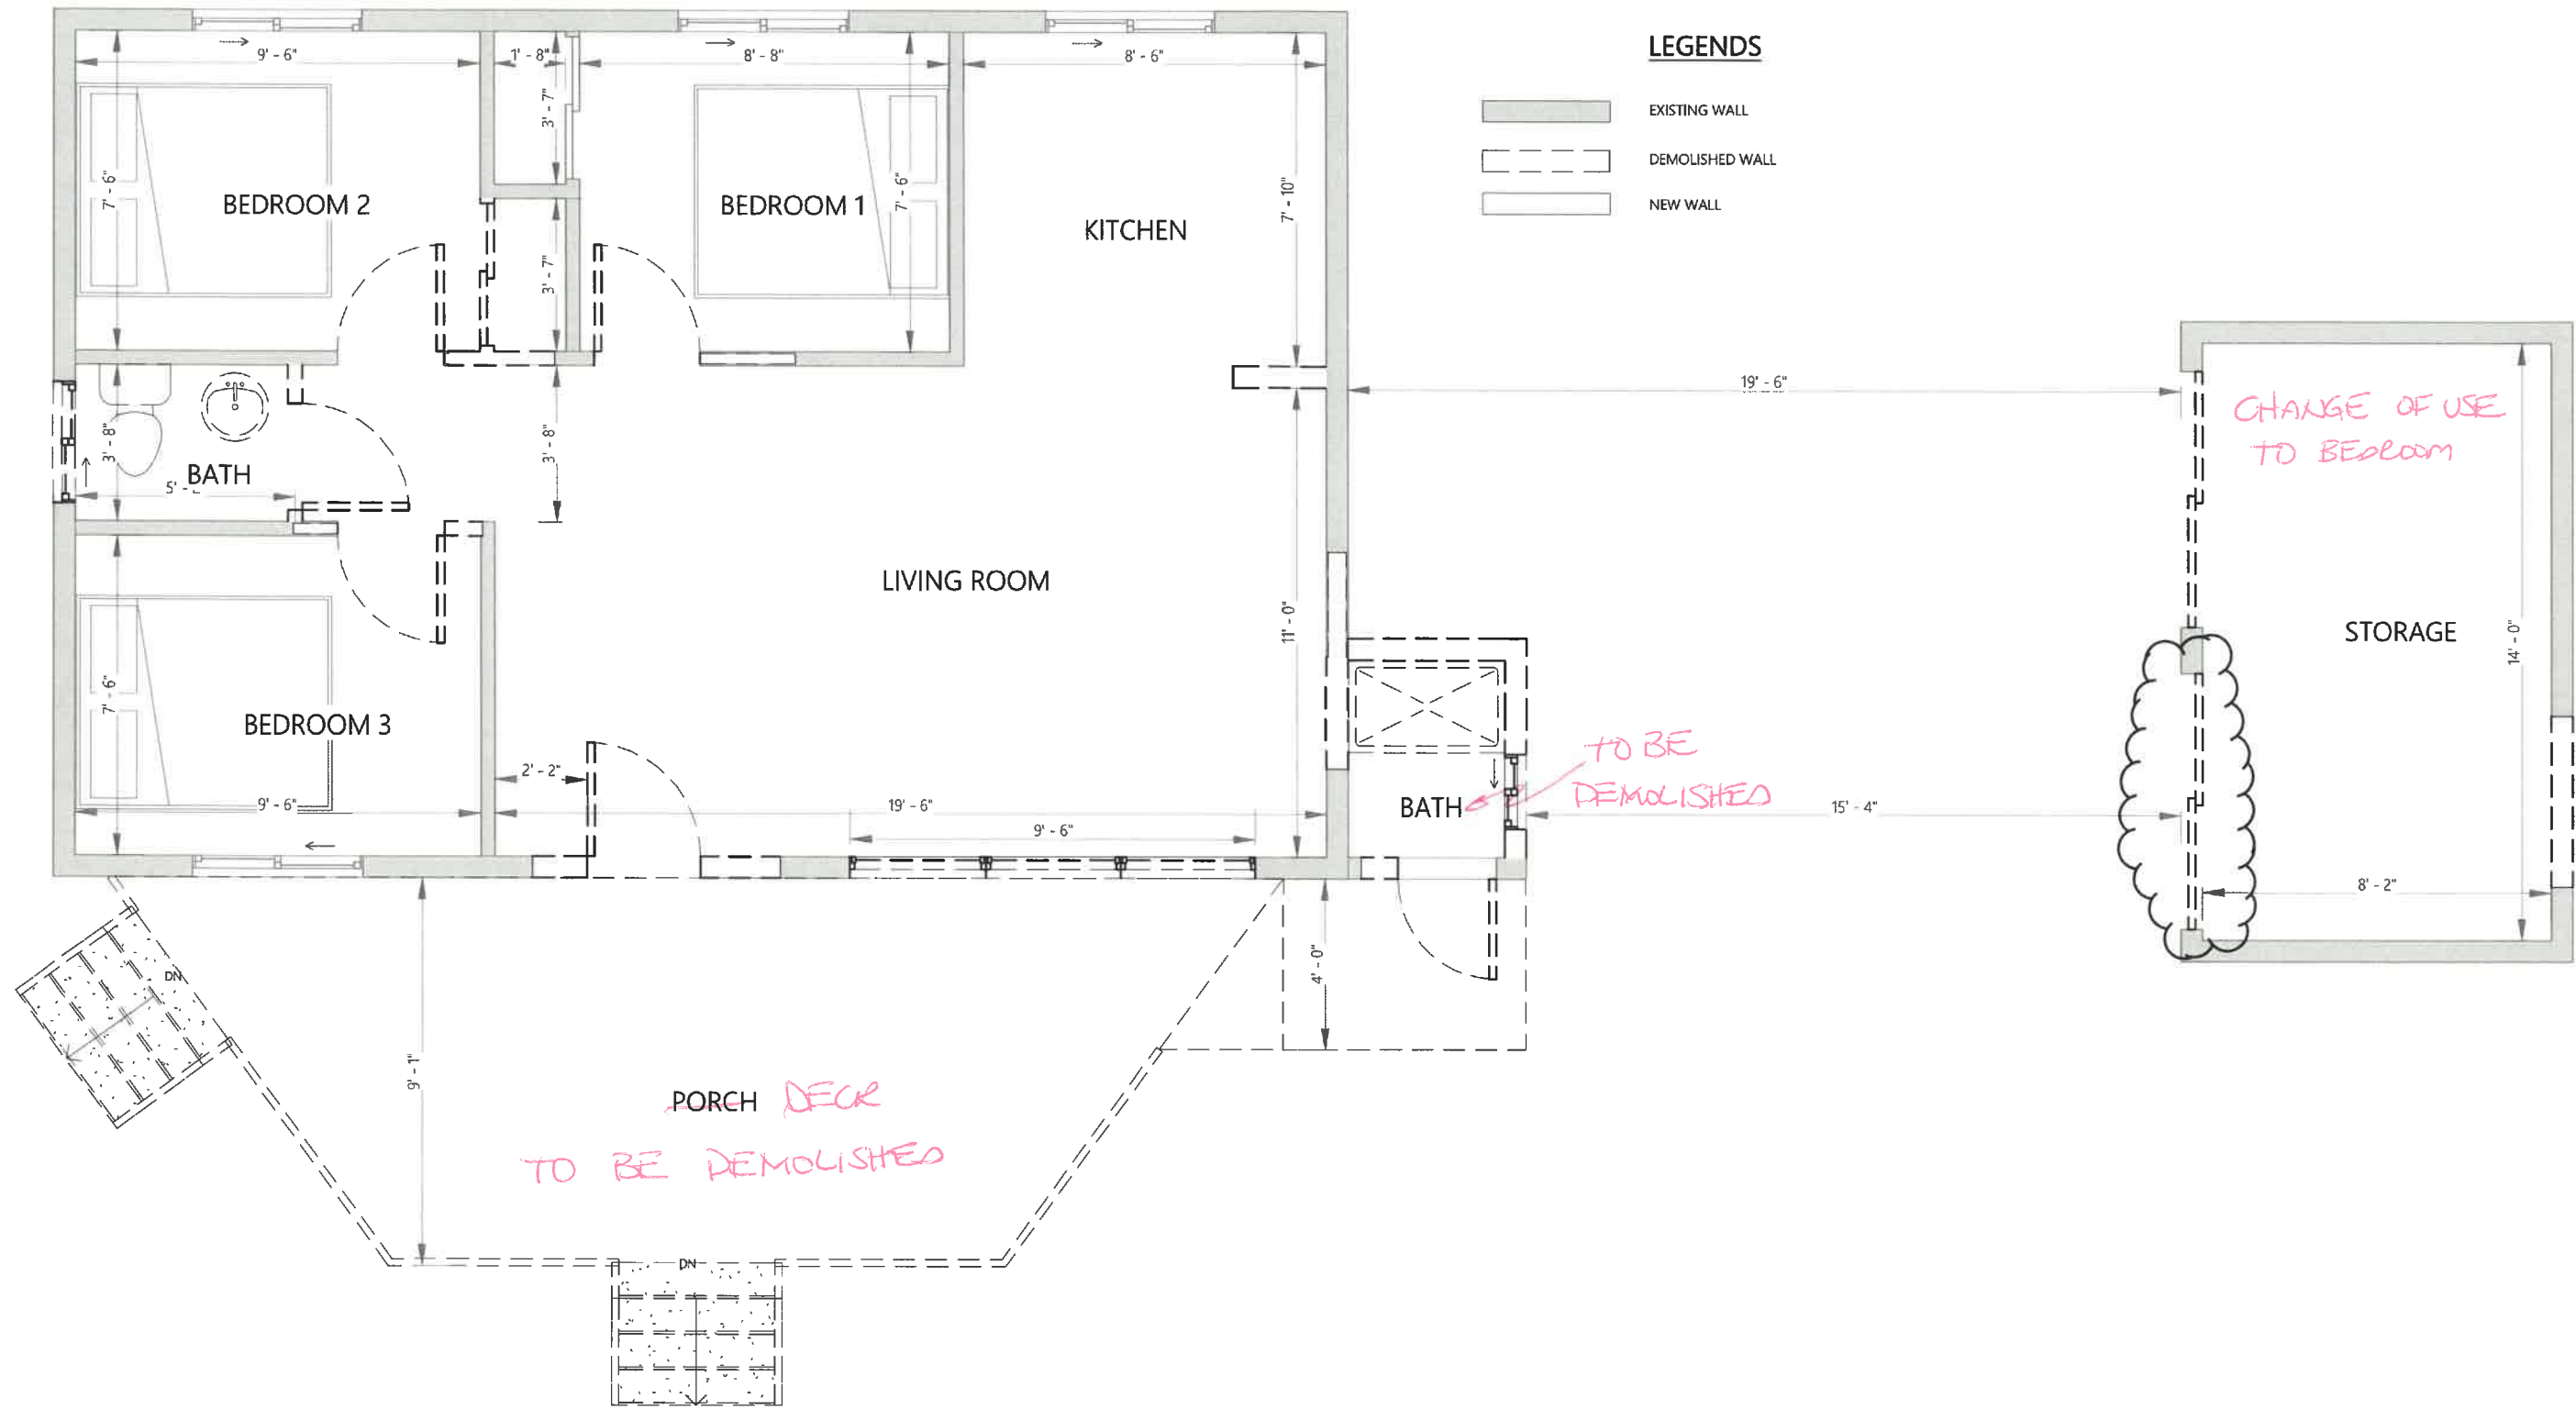 LEGENDS
EXISTING WALL
DEMOLISHED WALL
NEW WALL
9' - 6"
1' - 8"
8' - 8"
8' - 6"
7' - 6"
3' - 7"
7' - 6"
7' - 10"
BEDROOM 2
BEDROOM 1
KITCHEN
3' - 7"
19' - 6"
CHANGE OF USE
TO BEDROOM
3' - 8"
3' - 8"
BATH
5' -
LIVING ROOM
11' - 0"
STORAGE
14' - 0"
7' - 6"
BEDROOM 3
2' - 2"
9' - 6"
19' - 6"
9' - 6"
BATH
TO BE
DEMOLISHED
15' - 4"
8' - 2"
DN
4' - 0"
9' - 1"
PORCH DECK
TO BE DEMOLISHED
DN